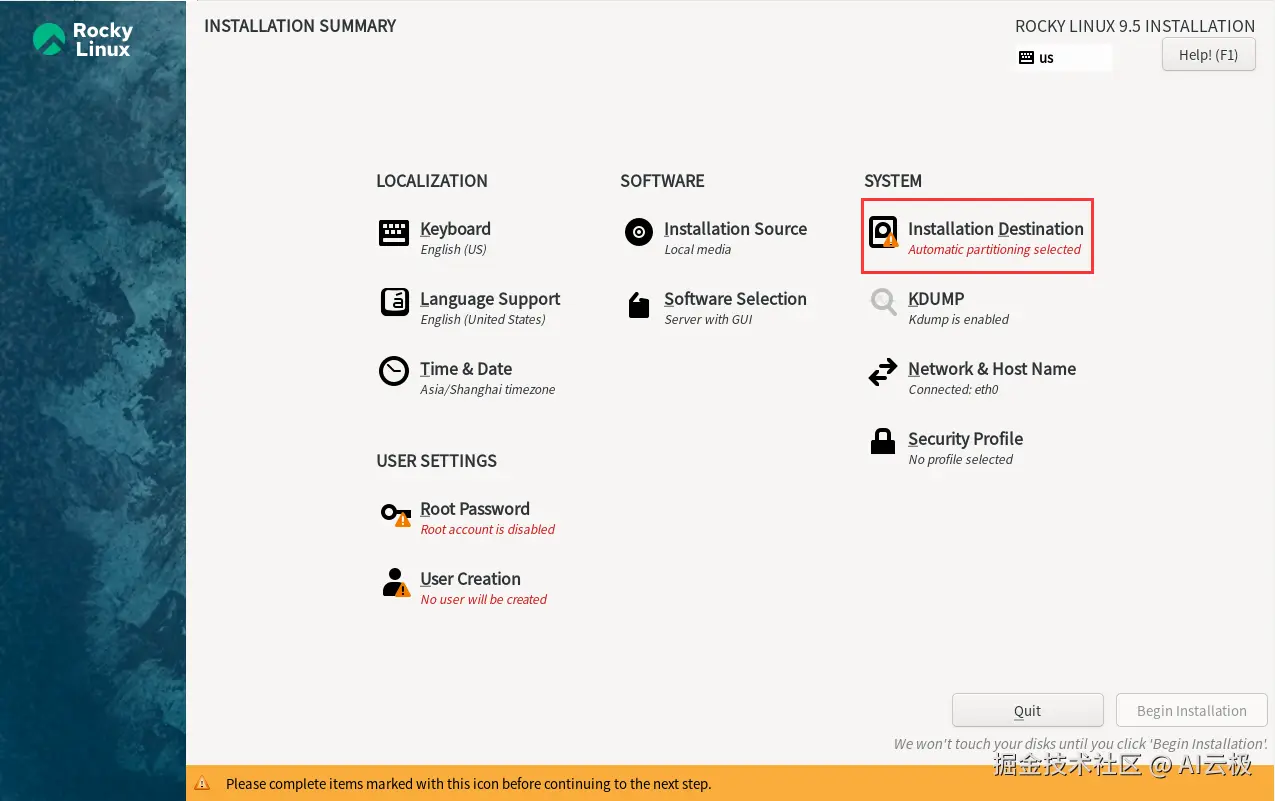 Rocky
Linux
INSTALLATION SUMMARY
ROCKY LINUX 9.5 INSTALLATION
us
Help! (F1)
LOCALIZATION
Keyboard
English (US)
Language Support
English (United States)
Time & Date
Asia/Shanghai timezone
SOFTWARE
Installation Source
Local media
Software Selection
Server with GUI
SYSTEM
Installation Destination
Automatic partitioning selected
KDUMP
Kdump is enabled
Network & Host Name
Connected: eth0
Security Profile
No profile selected
USER SETTINGS
Root Password
Root account is disabled
User Creation
No user will be created
Quit
Begin Installation
We won't touch your disks until you click 'Begin Installation'.
掘金技术社区 @ AI云极
Please complete items marked with this icon before continuing to the next step.